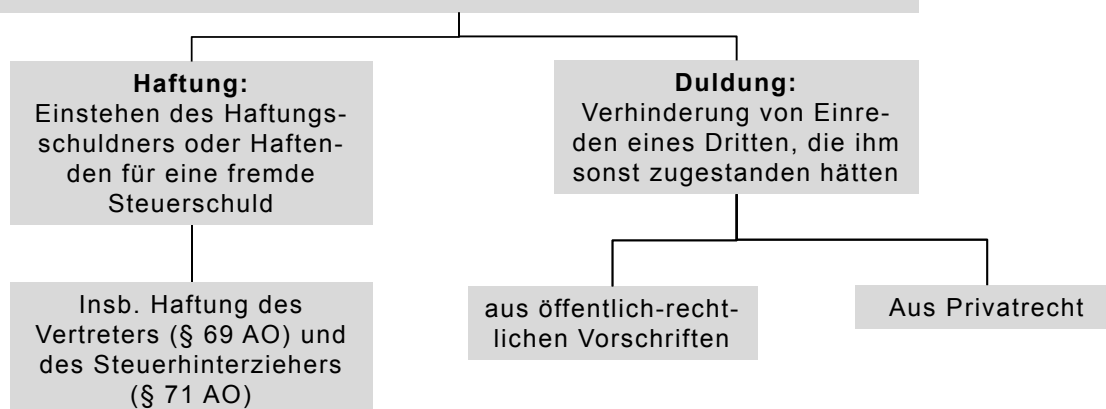 Haftung:
Einstehen des Haftungs-
schuldners oder Haften-
den für eine fremde
Steuerschuld
Duldung:
Verhinderung von Einre-
den eines Dritten, die ihm
sonst zugestanden hätten
Insb. Haftung des
Vertreters (§ 69 AO) und
des Steuerhinterziehers
(§ 71 AO)
aus öffentlich-recht-
lichen Vorschriften
Aus Privatrecht